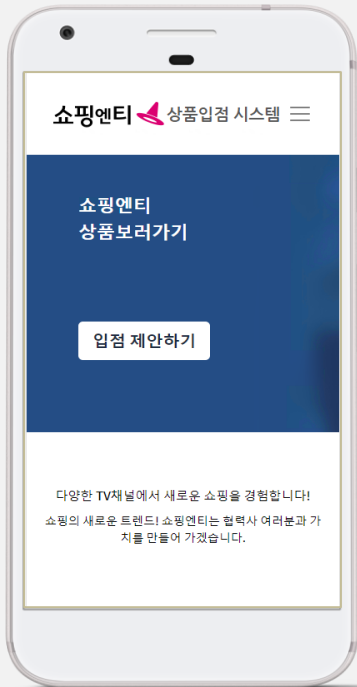 쇼핑엔티 상품입점 시스템
쇼핑엔티
상품보러가기
입점 제안하기
다양한 TV채널에서 새로운 쇼핑을 경험합니다!
쇼핑의 새로운 트렌드! 쇼핑엔티는 협력사 여러분과 가
치를 만들어 가겠습니다.